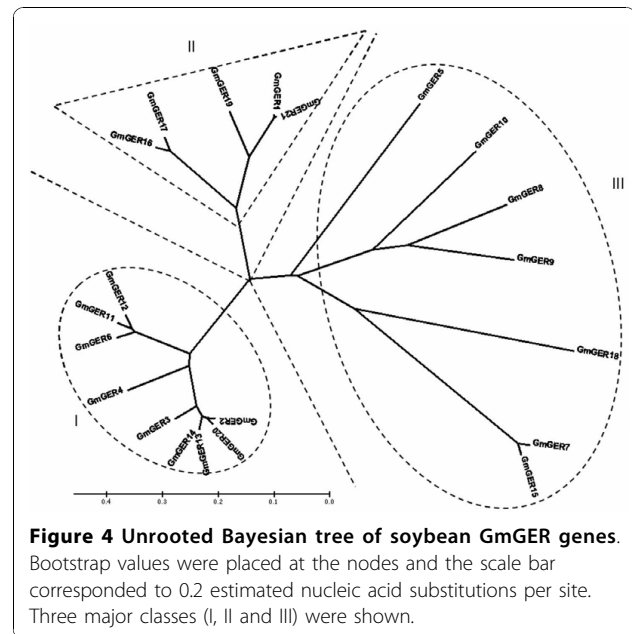 II
GmGER19
GmGER1
GmGER21
GmGER17
GmGER16
GmGER5
GmGER10
III
GmGER8
GmGER9
GmGER12
GmGER11
GmGER6
GmGER18
GmGER4
I
GmGER3
GmGER2
GmGER20
GmGER14
GmGER13
GmGER7
GmGER15
0.4 0.3 0.2 0.1 0.0
Figure 4 Unrooted Bayesian tree of soybean GmGER genes.
Bootstrap values were placed at the nodes and the scale bar
corresponded to 0.2 estimated nucleic acid substitutions per site.
Three major classes (I, II and III) were shown.